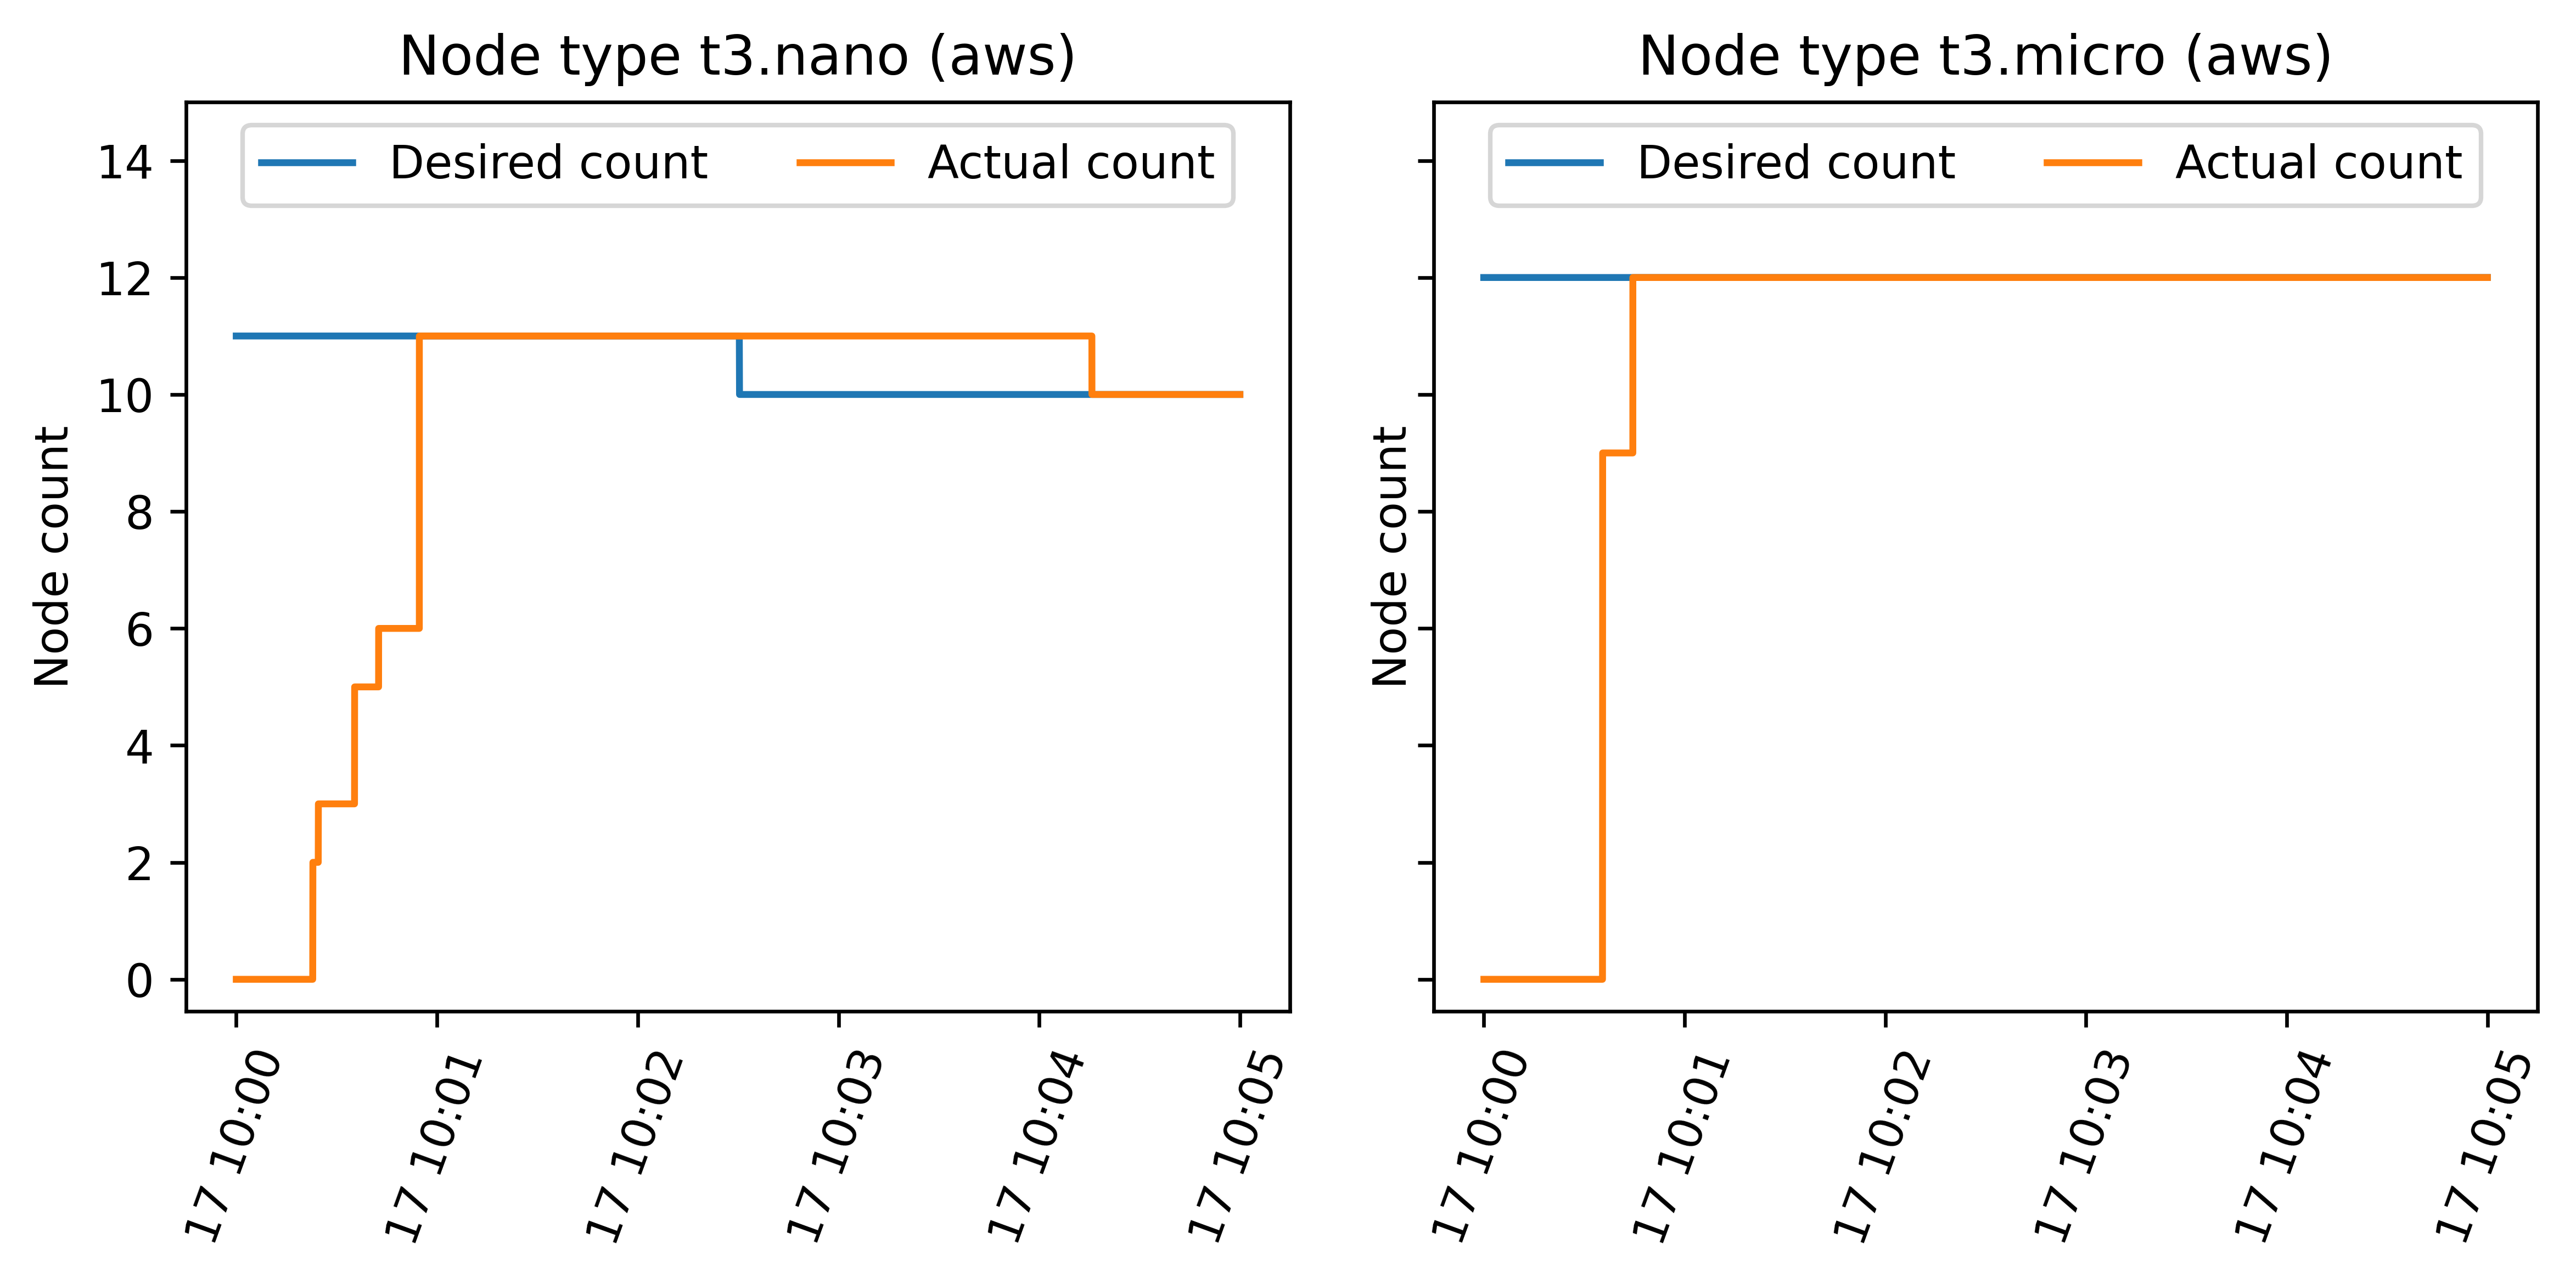 Node type t3.nano (aws)
Desired count
Actual count
14
12
10
8
6
4
2
0
Node count
17 10:00
17 10:01
17 10:02
17 10:03
17 10:04
17 10:05
Node type t3.micro (aws)
Desired count
Actual count
Node count
17 10:00
17 10:01
17 10:02
17 10:03
17 10:04
17 10:05